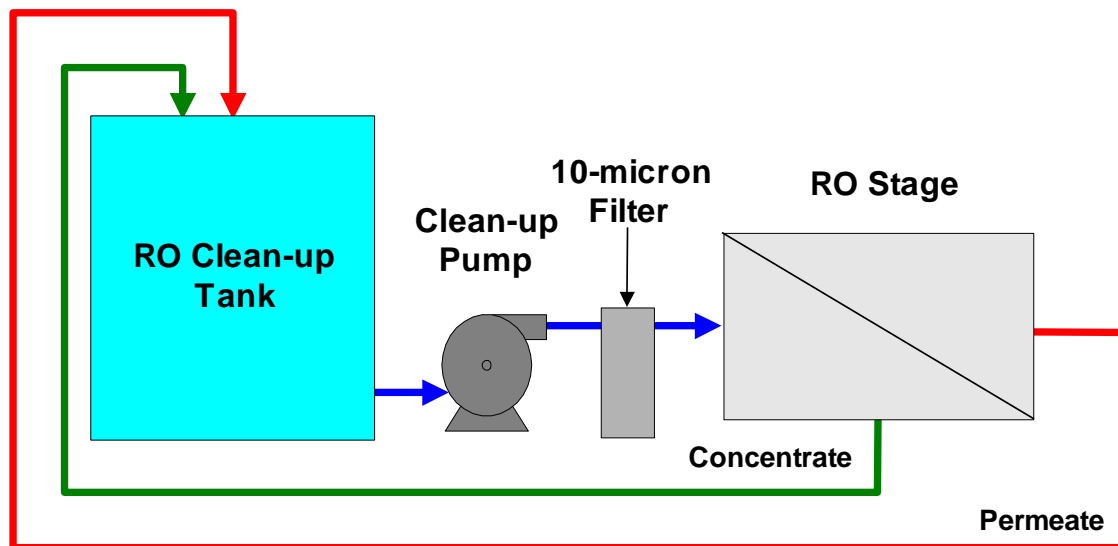 RO Clean-up
Tank
Clean-up
Pump
10-micron
Filter
RO Stage
Concentrate
Permeate